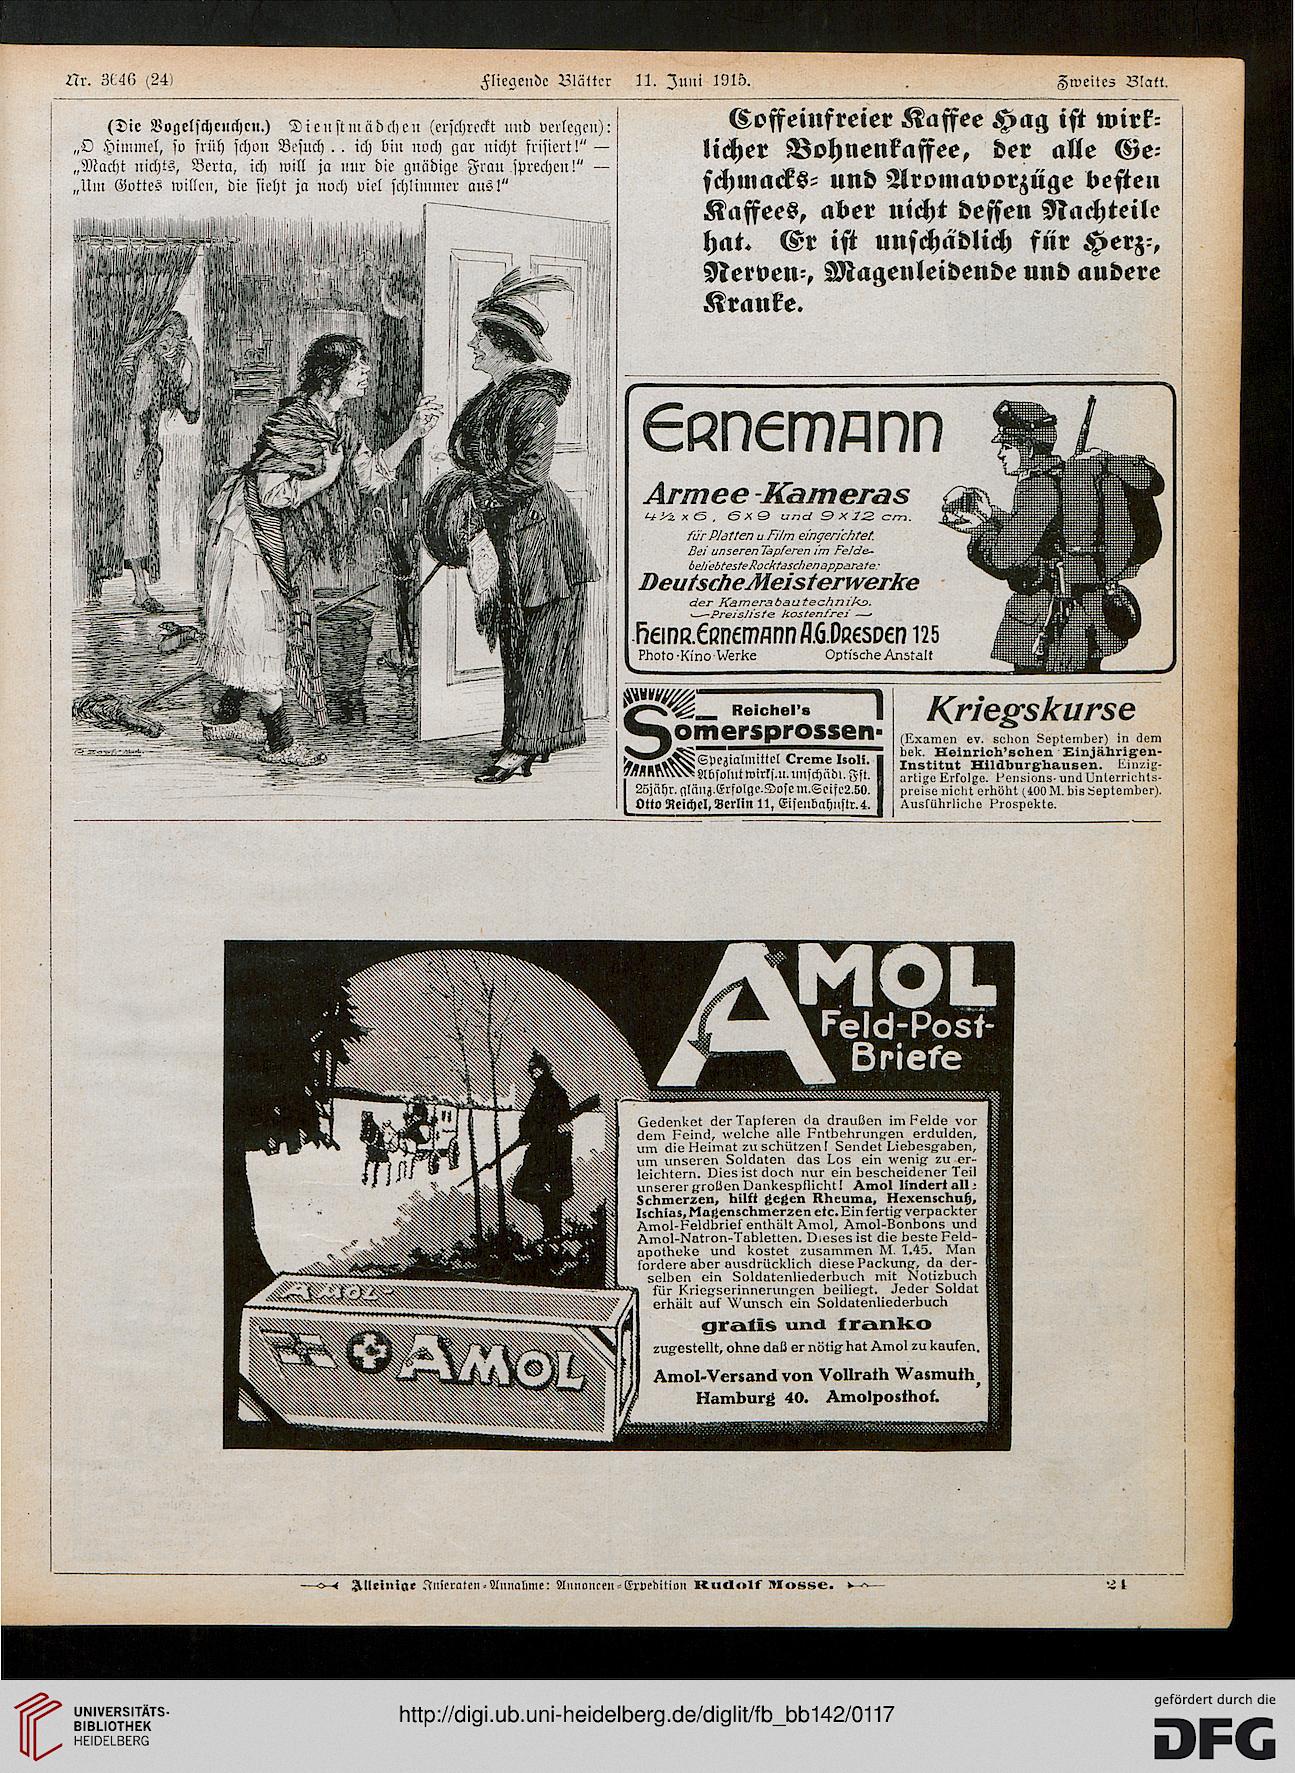 Nr. 3646 (24)
Fliegende Blätter 11. Juni 1915.
Zweites Blatt.
(Die Vogelscheuchen.) Dienstmädchen (erschreckt und verlegen):
„O Himmel, so früh schon Besuch . . ich bin noch gar nicht frisiert!“ —
„Macht nichts, Berta, ich will ja nur die gnädige Frau sprechen!“ —
„Um Gottes willen, die sieht ja noch viel schlimmer aus!“
Coffeinfreier Kaffee Hag ist wirk-
licher Bohnenkaffee, der alle Ge-
schmacks- und Aromavorzüge besten
Kaffees, aber nicht dessen Nachteile
hat. Er ist unschädlich für Herz-,
Nerven-, Magenleidende und andere
Kranke.
ERNEMANN
Armee-Kameras
4½ x 6, 6 x 9 und 9 x 12 cm.
für Platten u. Film eingerichtet.
Bei unseren Tapferen im Felde-
beliebteste Rocktaschenapparate:
Deutsche Meisterwerke
der Kamerabautechnik.
Preisliste kostenfrei
HEINR. ERNEMANN A.G. DRESDEN 125
Photo-Kino-Werke Optische Anstalt
Reichel's
Somersprossen-
Spezialmittel Creme Isoli.
Absolut wirks. u. unschädl. Fst.
25jähr. glänz. Erfolge. Dose m. Seife 2.50.
Otto Reichel, Berlin 11, Eisenbahnstr. 4.
Kriegskurse
(Examen ev. schon September) in dem
bek. Heinrich'schen Einjährigen-
Institut Hildburghausen. Einzig-
artige Erfolge. Pensions- und Unterrichts-
preise nicht erhöht (400 M. bis September).
Ausführliche Prospekte.
AMOL
Feld-Post-
Briefe
Gedenket der Tapferen da draußen im Felde vor
dem Feind, welche alle Entbehrungen erdulden,
um die Heimat zu schützen! Sendet Liebesgaben,
um unseren Soldaten das Los ein wenig zu er-
leichtern. Dies ist doch nur ein bescheidener Teil
unserer großen Dankespflicht! Amol lindert alle
Schmerzen, hilft gegen Rheuma, Hexenschuß,
Ischias, Magenschmerzen etc. Ein fertig verpackter
Amol-Feldbrief enthält Amol, Amol-Bonbons und
Amol-Natron-Tabletten. Dieses ist die beste Feld-
apotheke und kostet zusammen M. 1.45. Man
fordere aber ausdrücklich diese Packung, da der-
selben ein Soldatenliederbuch mit Notizbuch
für Kriegserinnerungen beiliegt. Jeder Soldat
erhält auf Wunsch ein Soldatenliederbuch
gratis und franko
zugestellt, ohne daß er nötig hat Amol zu kaufen.
Amol-Versand von Vollrath Wasmuth,
Hamburg 40. Amolposthof.
AMOL
AMOL
Alleinige Inseraten-Annahme: Annoncen-Expedition Rudolf Mosse.
24
UNIVERSITÄTS-
BIBLIOTHEK
HEIDELBERG
http://digi.ub.uni-heidelberg.de/diglit/fb_bb142/0117
gefördert durch die
DFG